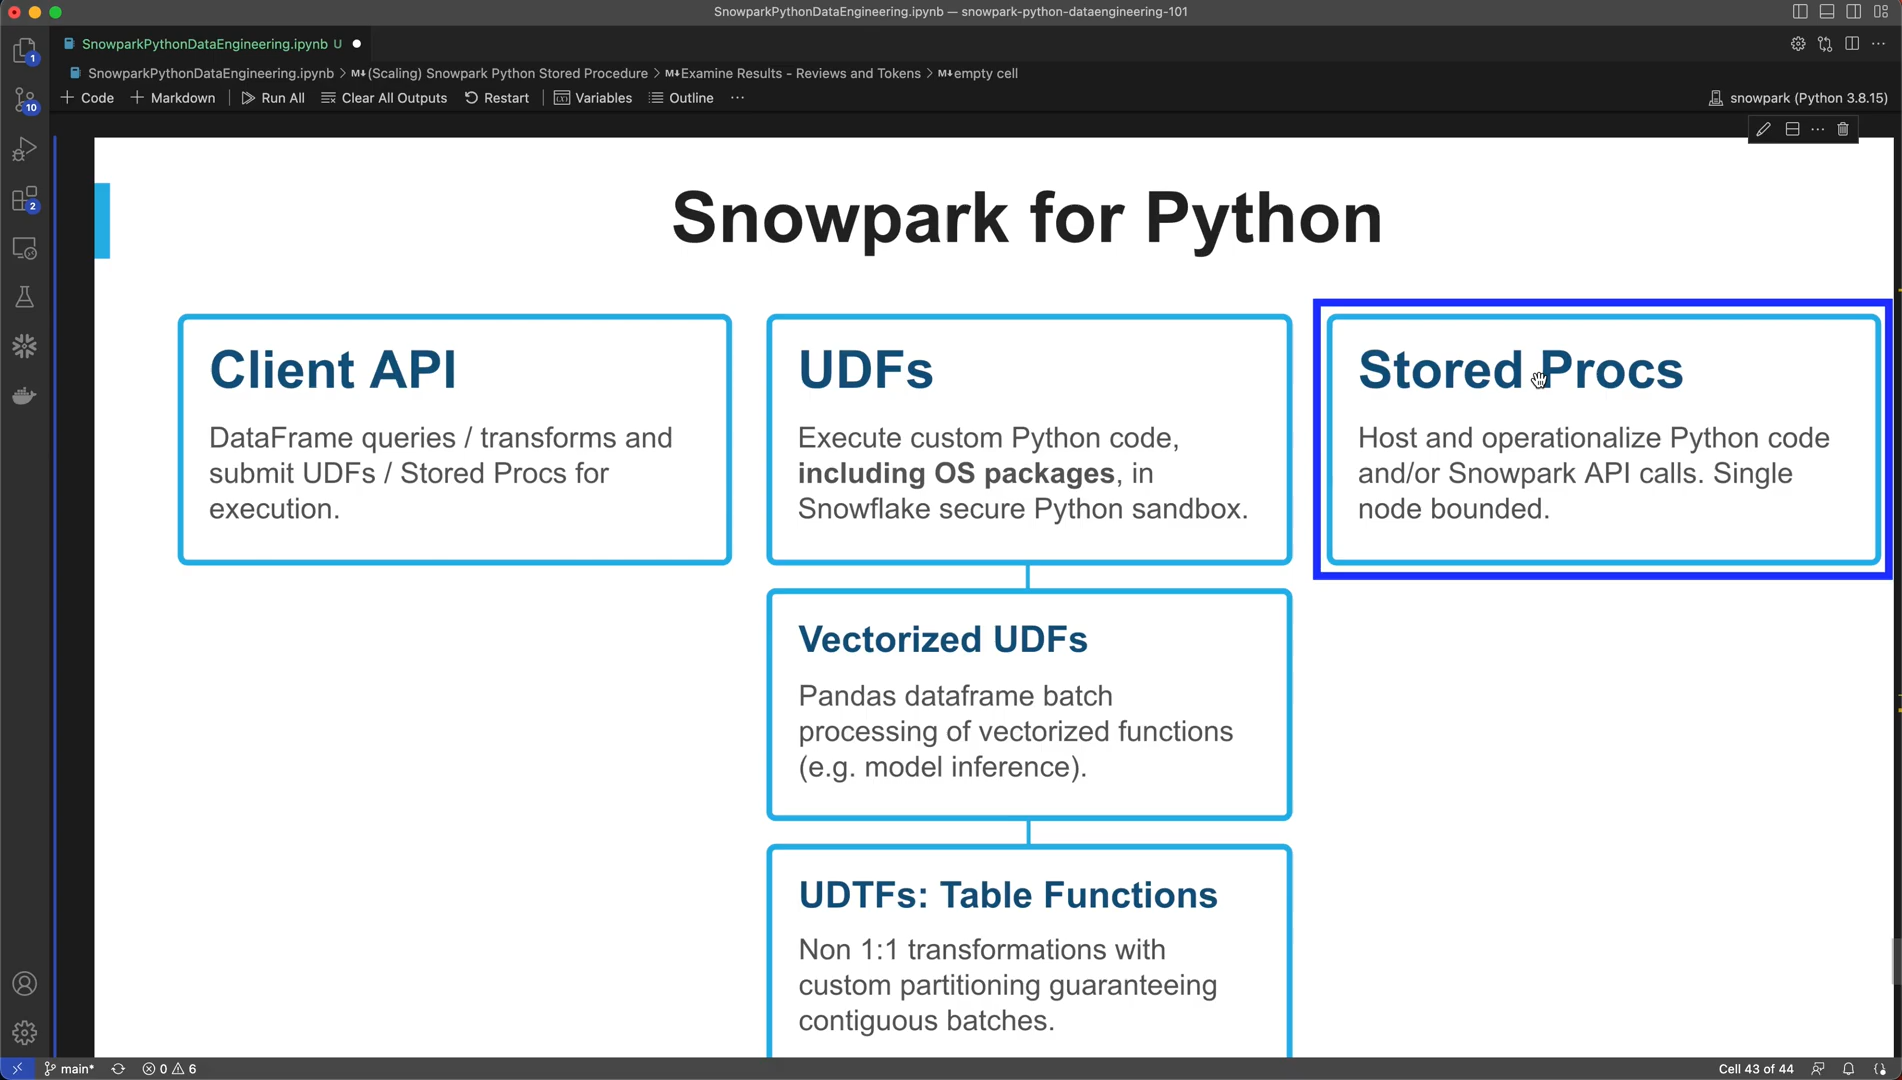 SnowparkPythonDataEngineering.ipynb — snowpark-python-dataengineering-101
SnowparkPythonDataEngineering.ipynb U
SnowparkPythonDataEngineering.ipynb > M↓(Scaling) Snowpark Python Stored Procedure > M↓Examine Results - Reviews and Tokens > M↓empty cell
+ Code + Markdown | Run All Clear All Outputs Restart | Variables Outline ···
snowpark (Python 3.8.15)
1
10
2
Snowpark for Python
Client API
DataFrame queries / transforms and
submit UDFs / Stored Procs for
execution.
UDFs
Execute custom Python code,
including OS packages, in
Snowflake secure Python sandbox.
Stored Procs
Host and operationalize Python code
and/or Snowpark API calls. Single
node bounded.
Vectorized UDFs
Pandas dataframe batch
processing of vectorized functions
(e.g. model inference).
UDTFs: Table Functions
Non 1:1 transformations with
custom partitioning guaranteeing
contiguous batches.
main* 0 6
Cell 43 of 44